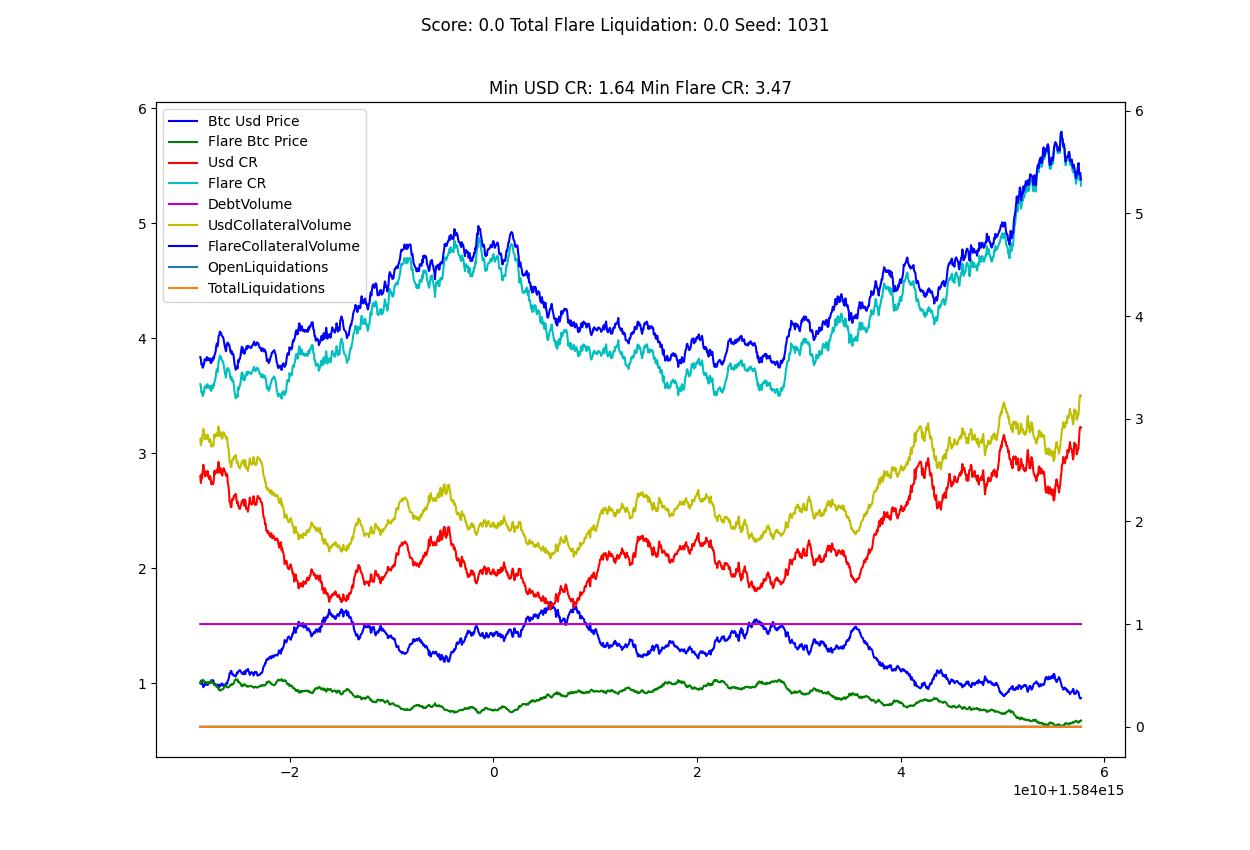 Score: 0.0 Total Flare Liquidation: 0.0 Seed: 1031
Min USD CR: 1.64 Min Flare CR: 3.47
Btc Usd Price
Flare Btc Price
Usd CR
Flare CR
DebtVolume
UsdCollateralVolume
FlareCollateralVolume
OpenLiquidations
TotalLiquidations
6
5
4
3
2
1
6
5
4
3
2
1
0
−2
0
2
4
6
1e10+1.584e15